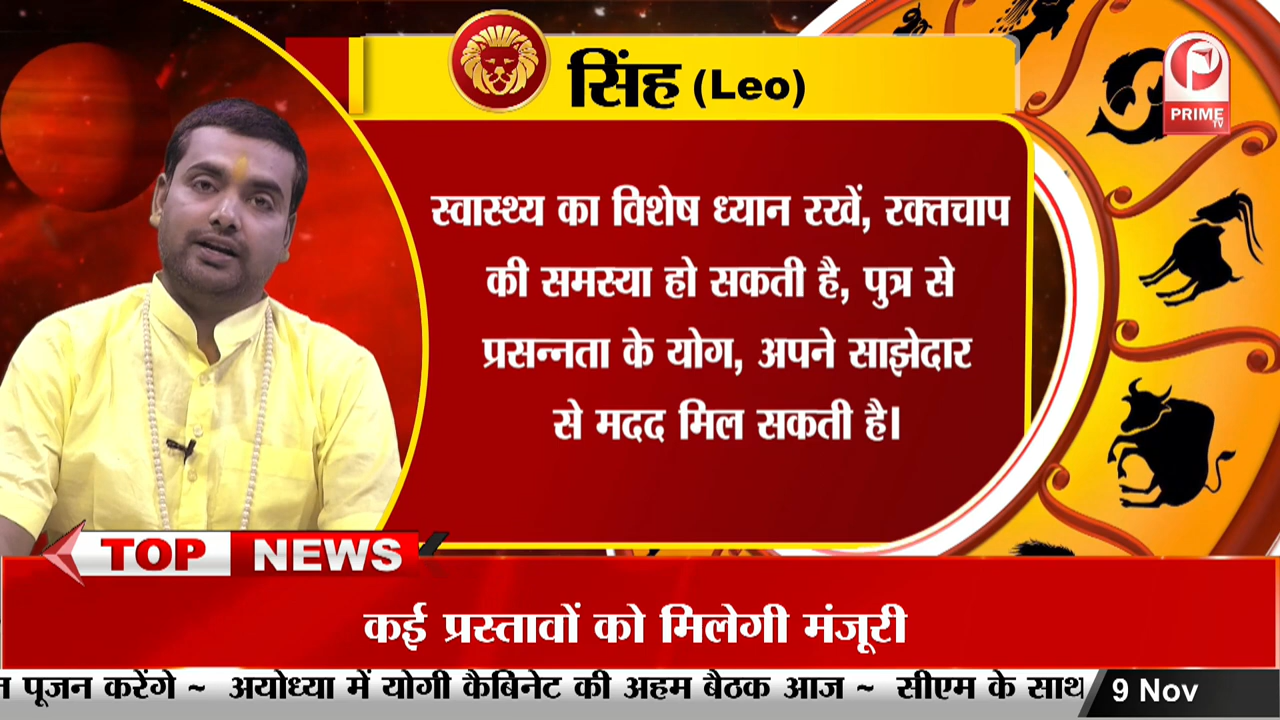 सिंह (Leo)
PRIME
TV
स्वास्थ्य का विशेष ध्यान रखें, रक्तचाप
की समस्या हो सकती है, पुत्र से
प्रसन्नता के योग, अपने साझेदार
से मदद मिल सकती है।
TOP NEWS
कई प्रस्तावों को मिलेगी मंजूरी
पूजन करेंगे ~ अयोध्या में योगी कैबिनेट की अहम बैठक आज ~ सीएम के साथ
9 Nov